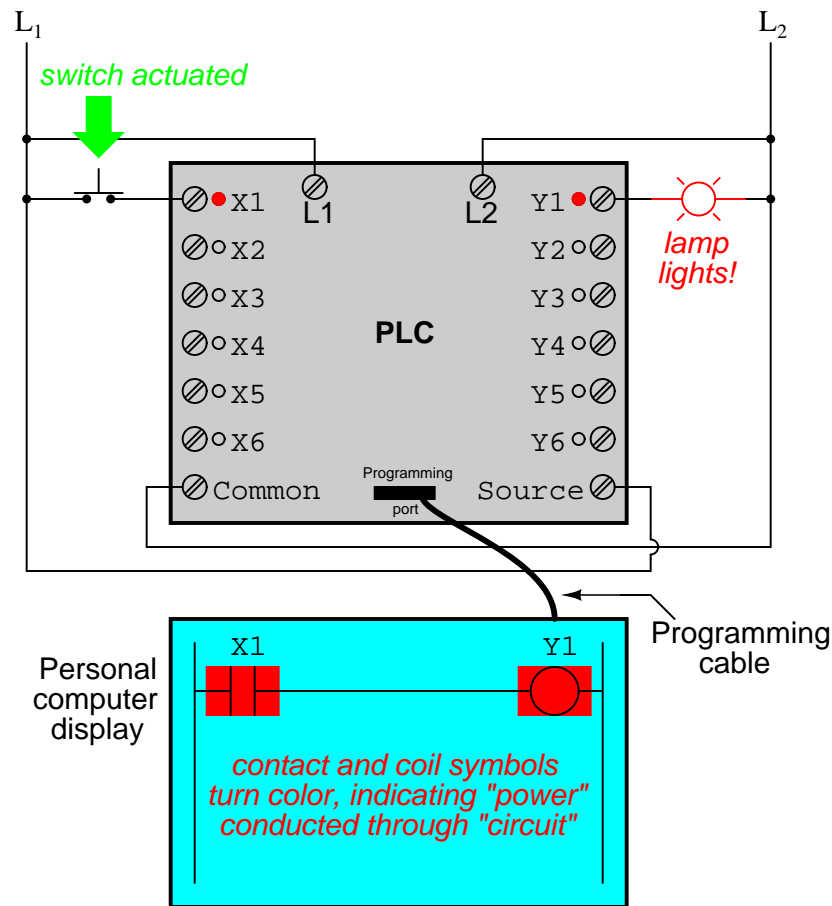 L1
L2
switch actuated
X1
L1
L2
Y1
X2
Y2
lamp
lights!
X3
Y3
X4
PLC
Y4
X5
Y5
X6
Y6
Common
Programming
port
Source
Programming
cable
Personal
computer
display
X1
Y1
contact and coil symbols
turn color, indicating "power"
conducted through "circuit"